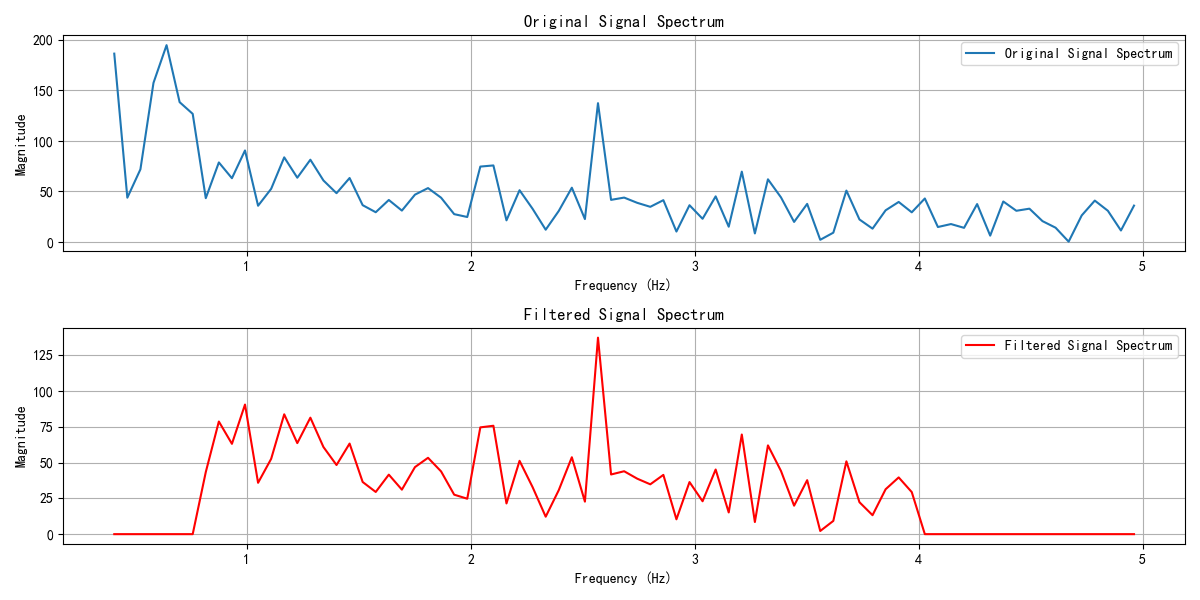 Original Signal Spectrum
Original Signal Spectrum
Magnitude
200
150
100
50
0
1 2 3 4 5
Frequency (Hz)
Filtered Signal Spectrum
Filtered Signal Spectrum
Magnitude
125
100
75
50
25
0
1 2 3 4 5
Frequency (Hz)